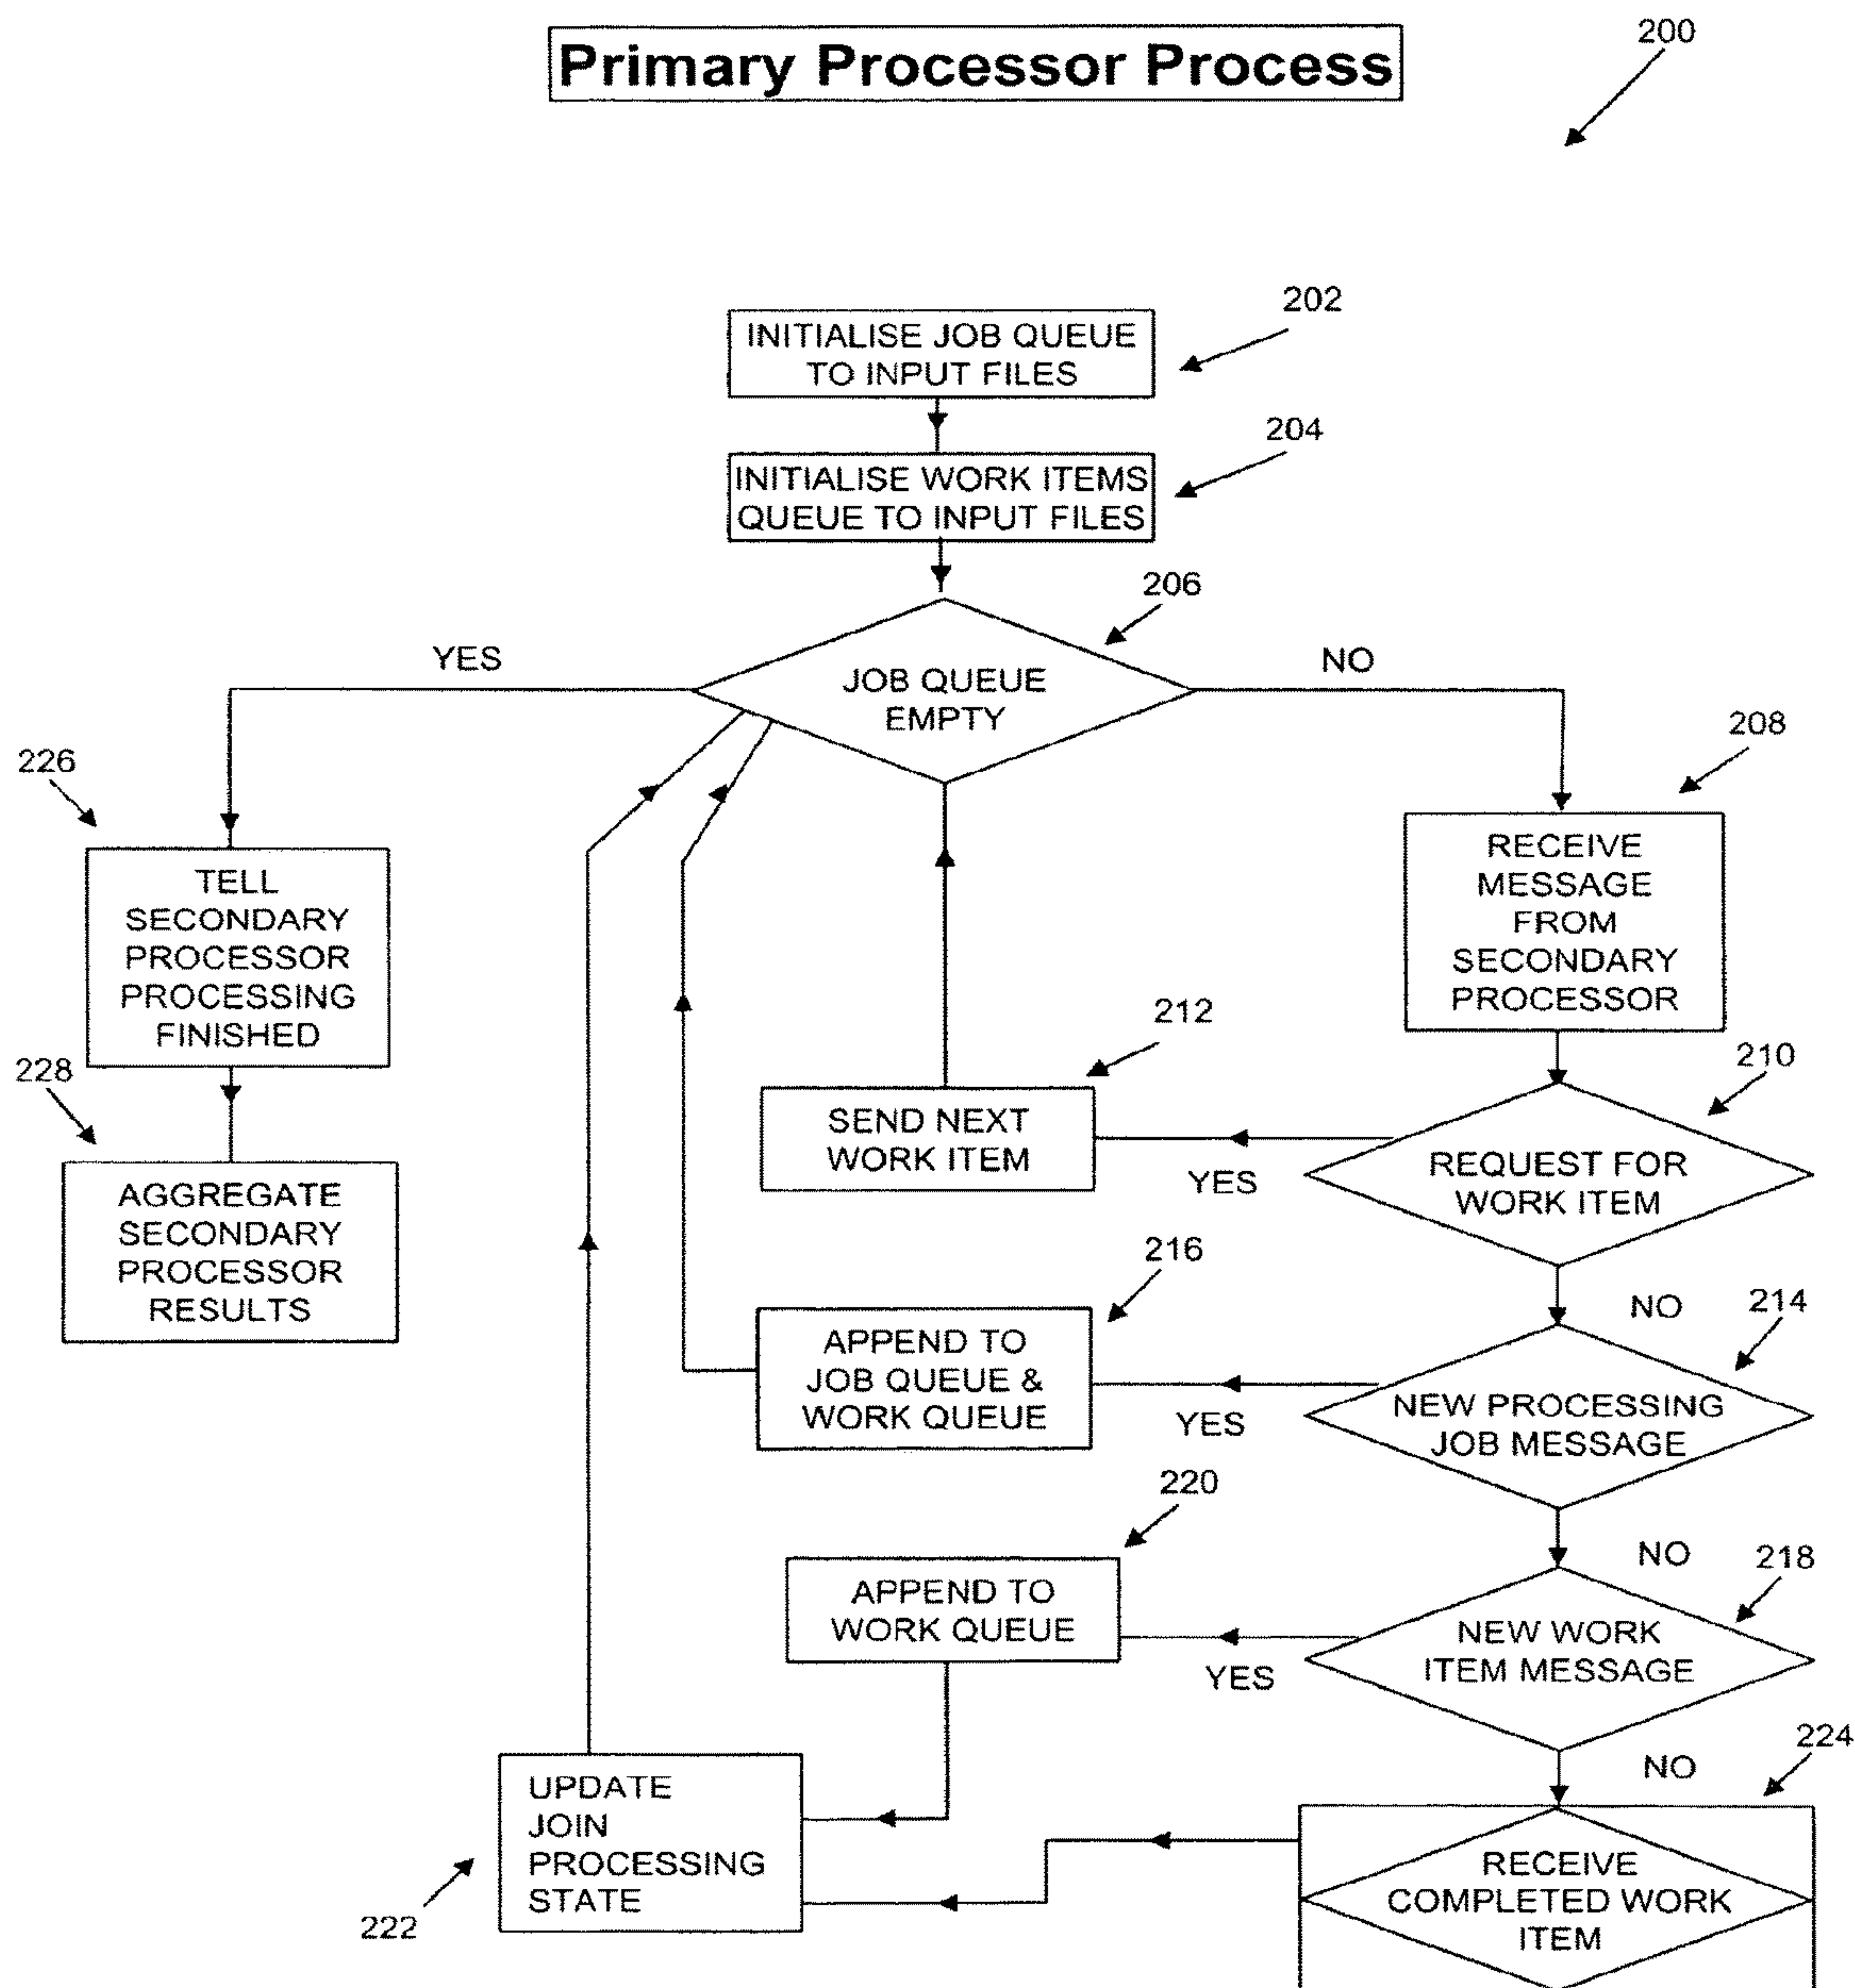 Primary Processor Process
200
202
INITIALISE JOB QUEUE
TO INPUT FILES
204
INITIALISE WORK ITEMS
QUEUE TO INPUT FILES
206
YES
JOB QUEUE
EMPTY
NO
208
226
TELL
SECONDARY
PROCESSOR
PROCESSING
FINISHED
RECEIVE
MESSAGE
FROM
SECONDARY
PROCESSOR
212
210
228
SEND NEXT
WORK ITEM
YES
REQUEST FOR
WORK ITEM
AGGREGATE
SECONDARY
PROCESSOR
RESULTS
216
NO
214
APPEND TO
JOB QUEUE &
WORK QUEUE
YES
NEW PROCESSING
JOB MESSAGE
220
NO
218
APPEND TO
WORK QUEUE
YES
NEW WORK
ITEM MESSAGE
224
NO
UPDATE
JOIN
PROCESSING
STATE
222
RECEIVE
COMPLETED WORK
ITEM